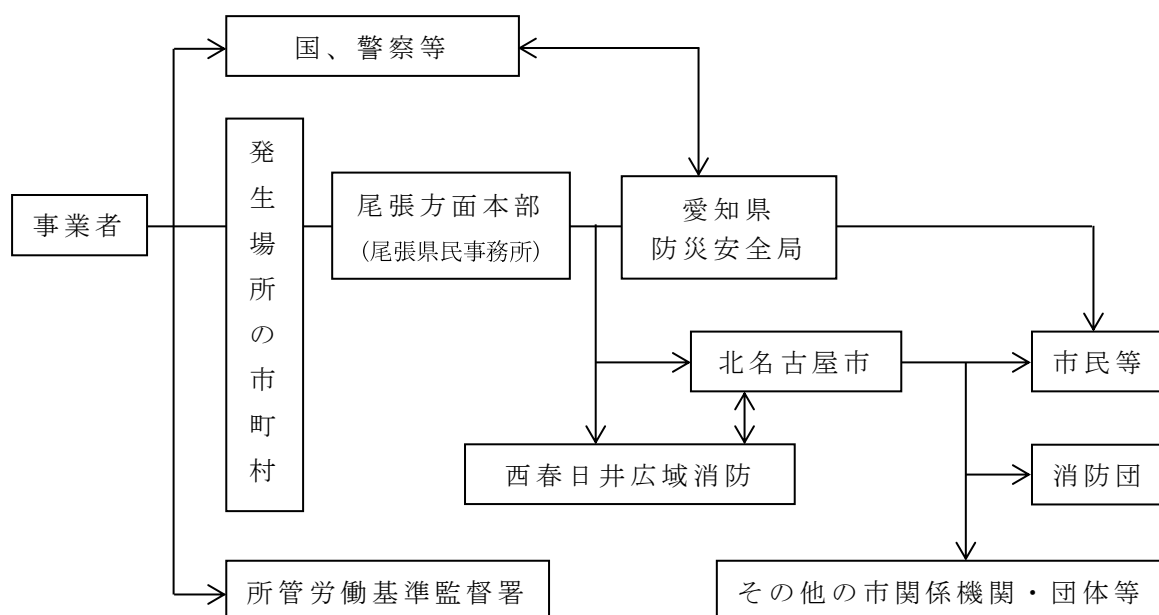 国、警察等
発生場所の市町村
事業者
尾張方面本部
(尾張県民事務所)
愛知県
防災安全局
北名古屋市
市民等
西春日井広域消防
消防団
所管労働基準監督署
その他の市関係機関・団体等